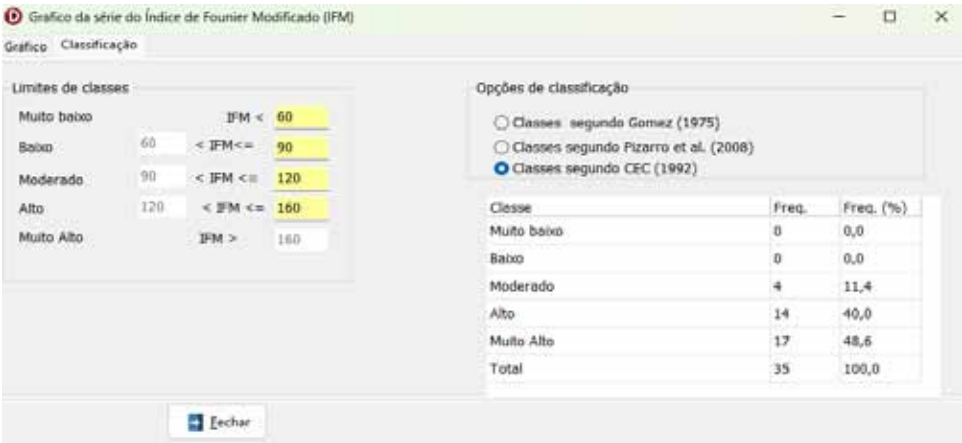 Grafico da série do Índice de Founier Modificado (IFM)
Grafico Classificação
Limites de classes
Muito baixo IFM < 60
Baixo 60 < IFM<= 90
Moderado 90 < IFM <= 120
Alto 120 < IFM <= 160
Muito Alto IFM > 160
Opções de classificação
Classes segundo Gomez (1975)
Classes segundo Pizarro et al. (2008)
Classes segundo CEC (1992)
Classe Freq. Freq. (%)
Muito baixo 0 0,0
Baixo 0 0,0
Moderado 4 11,4
Alto 14 40,0
Muito Alto 17 48,6
Total 35 100,0
Fechar